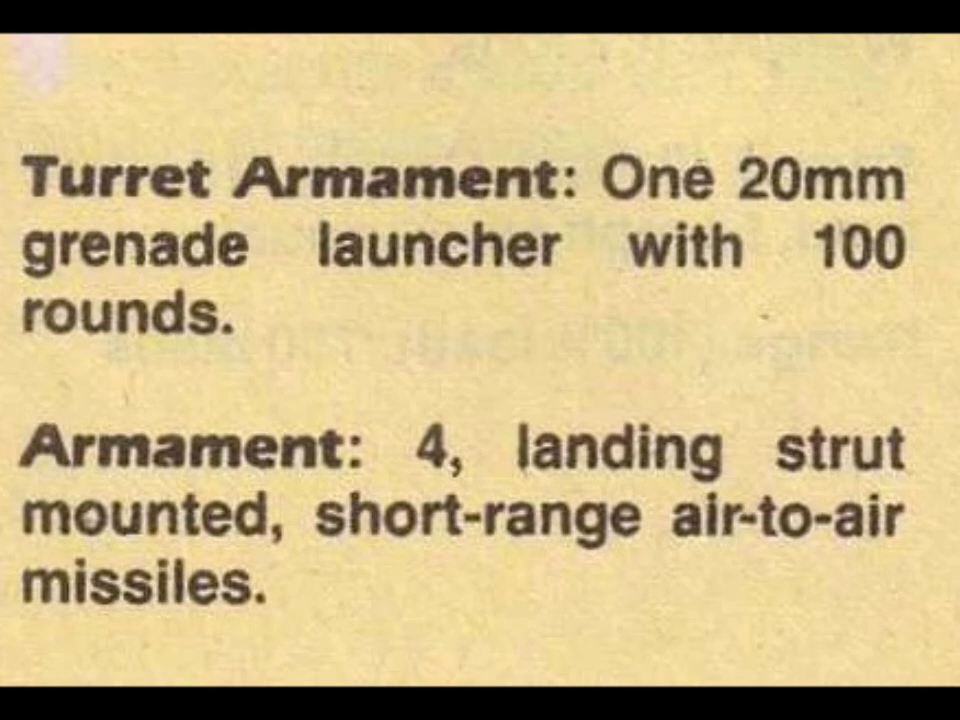 Turret Armament: One 20mm
grenade launcher with 100
rounds.
Armament: 4, landing strut
mounted, short-range air-to-air
missiles.